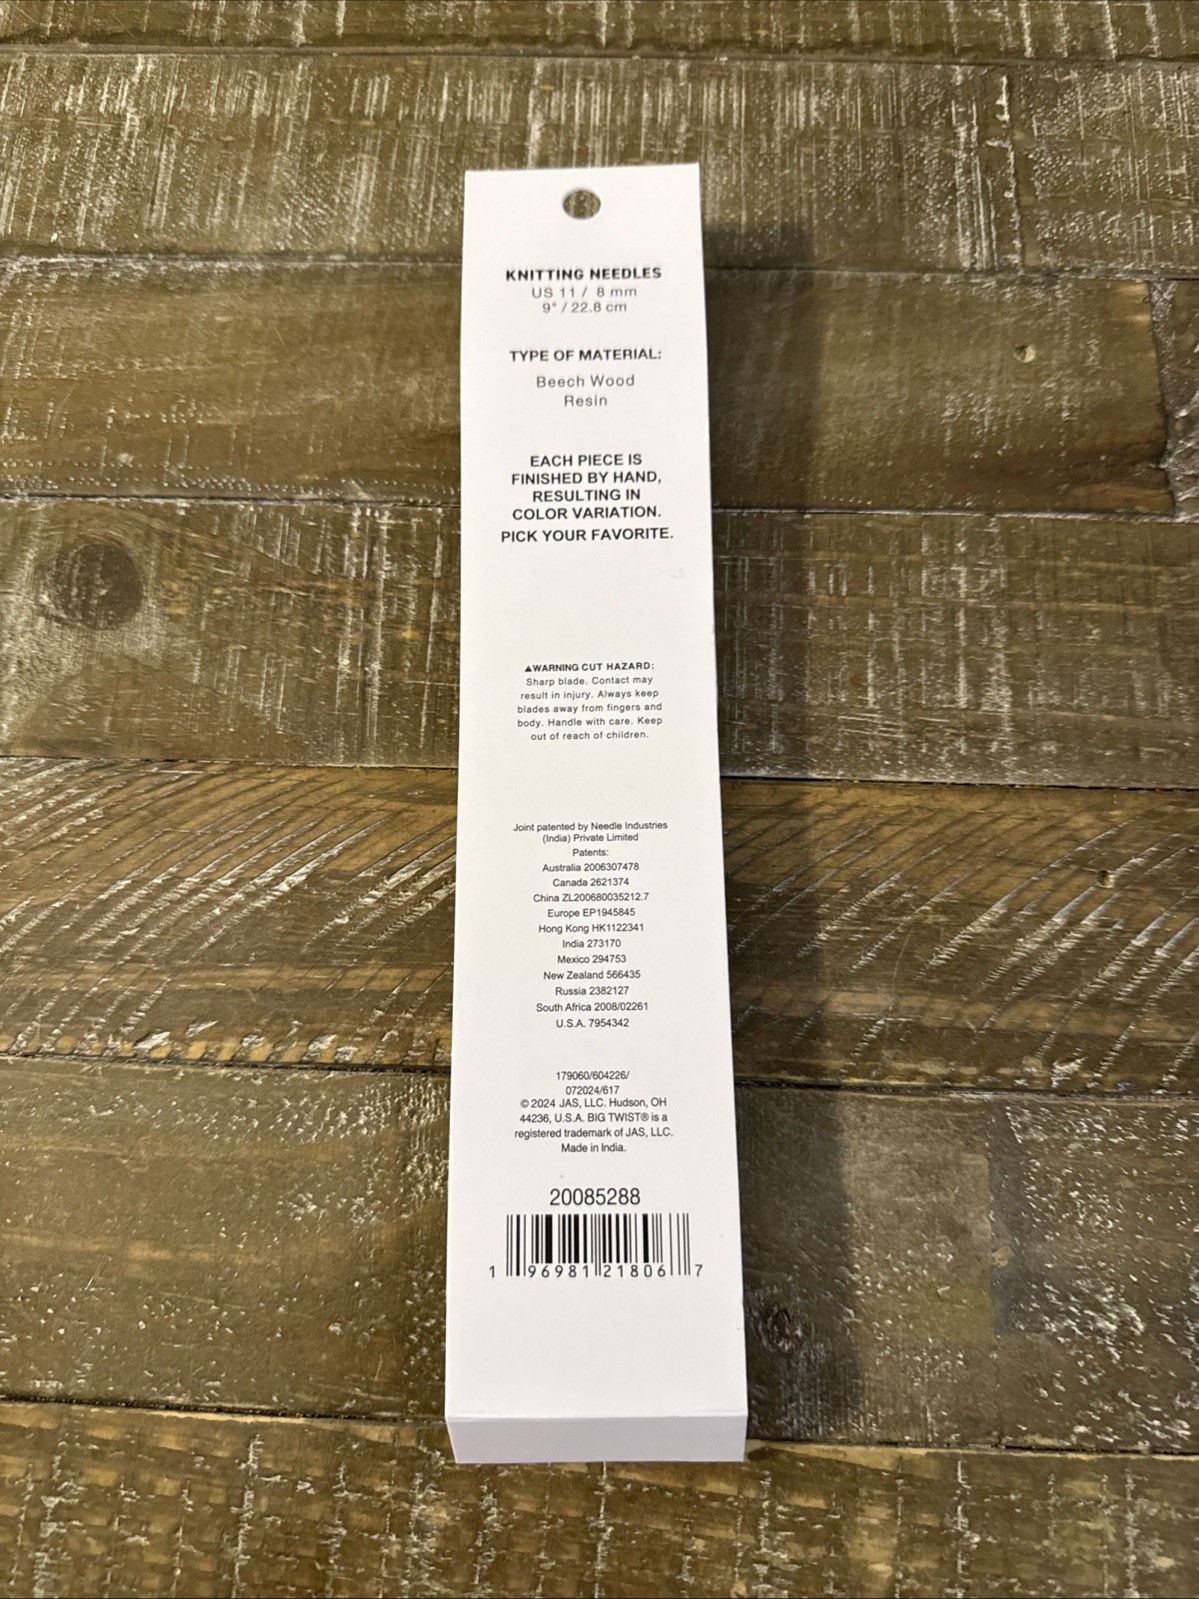 KNITTING NEEDLES
US 11 / 8 mm
9" / 22.8 cm
TYPE OF MATERIAL:
Beech Wood
Resin
EACH PIECE IS
FINISHED BY HAND,
RESULTING IN
COLOR VARIATION.
PICK YOUR FAVORITE.
▲WARNING CUT HAZARD:
Sharp blade. Contact may
result in injury. Always keep
blades away from fingers and
body. Handle with care. Keep
out of reach of children.
Joint patented by Needle Industries
(India) Private Limited
Patents:
Australia 2006307478
Canada 2621374
China ZL200680035212.7
Europe EP1945845
Hong Kong HK1122341
India 273170
Mexico 294753
New Zealand 566435
Russia 2382127
South Africa 2008/02261
U.S.A. 7954342
179060/604226/
072024/617
© 2024 JAS, LLC. Hudson, OH
44236, U.S.A. BIG TWIST® is a
registered trademark of JAS, LLC.
Made in India.
20085288
1 96981 21806 7